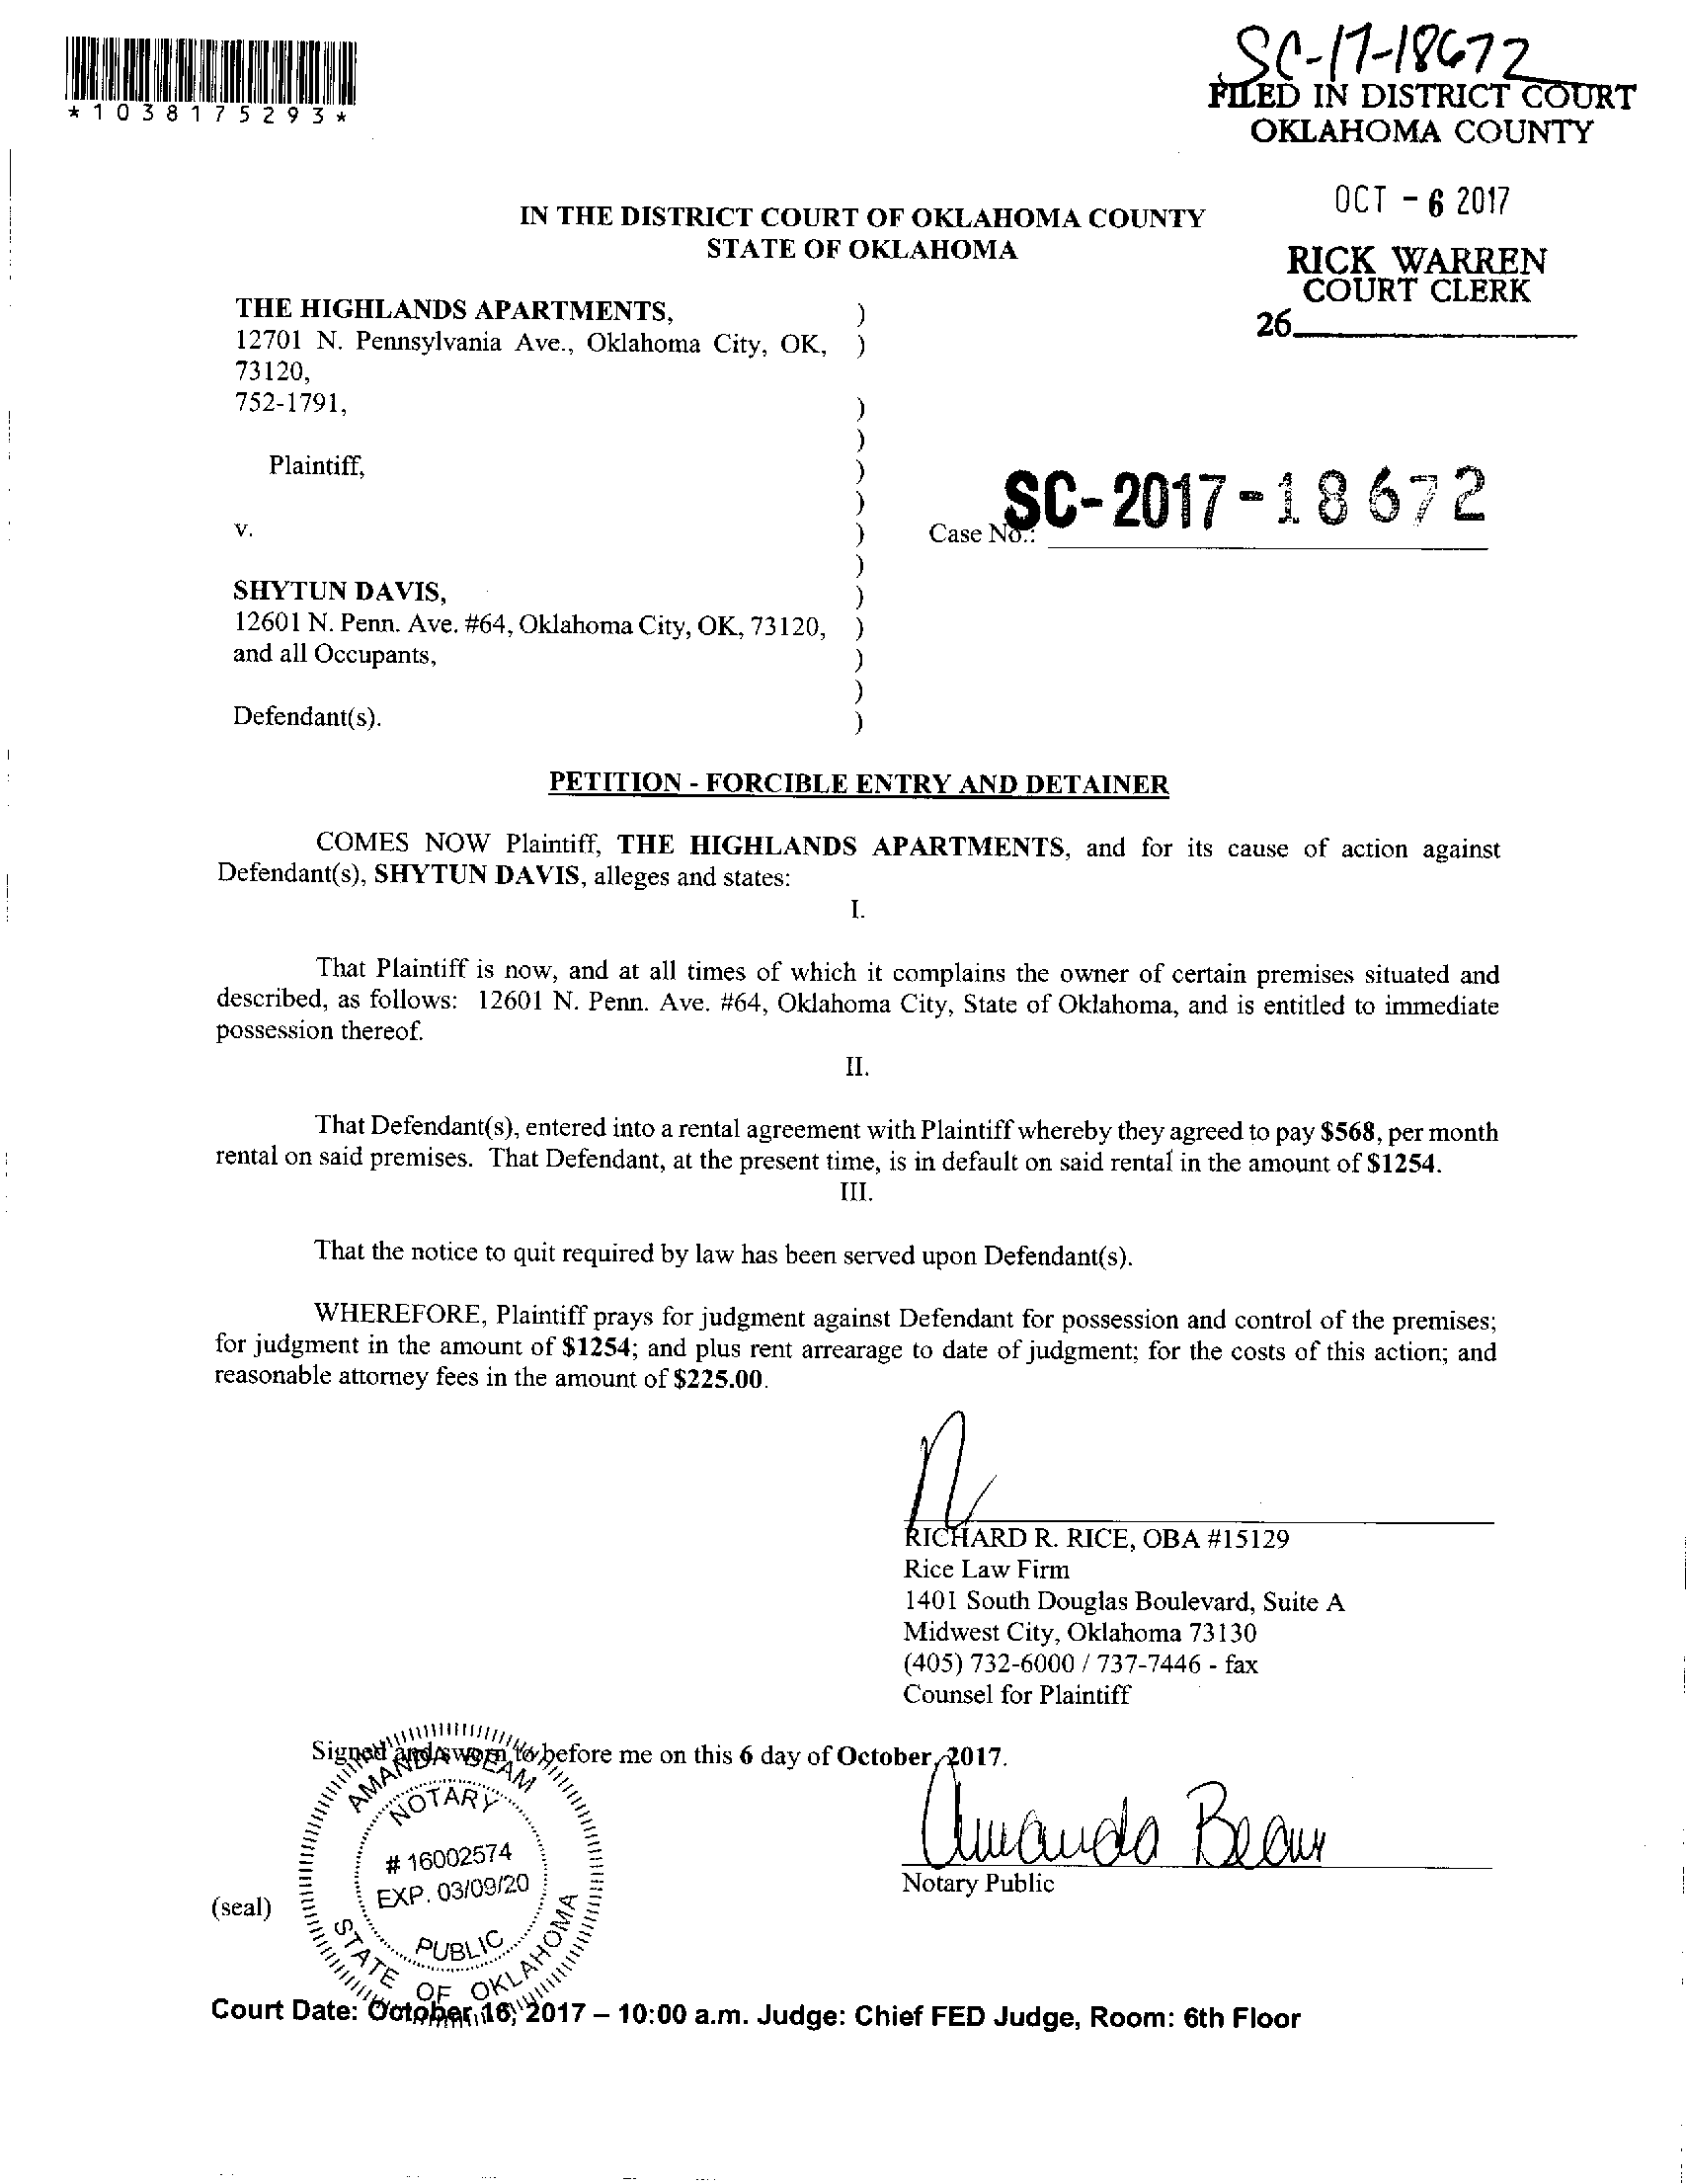 SC-17-18672
*1038175293*
FILED IN DISTRICT COURT
OKLAHOMA COUNTY
OCT - 6 2017
RICK WARREN
COURT CLERK
26
IN THE DISTRICT COURT OF OKLAHOMA COUNTY
STATE OF OKLAHOMA
THE HIGHLANDS APARTMENTS, )
12701 N. Pennsylvania Ave., Oklahoma City, OK, )
73120,
752-1791, )
)
Plaintiff, )
)
v. ) Case No.: SC-2017-18672
)
SHYTUN DAVIS, )
12601 N. Penn. Ave. #64, Oklahoma City, OK, 73120, )
and all Occupants, )
)
Defendant(s). )
PETITION - FORCIBLE ENTRY AND DETAINER
COMES NOW Plaintiff, THE HIGHLANDS APARTMENTS, and for its cause of action against
Defendant(s), SHYTUN DAVIS, alleges and states:
I.
That Plaintiff is now, and at all times of which it complains the owner of certain premises situated and
described, as follows: 12601 N. Penn. Ave. #64, Oklahoma City, State of Oklahoma, and is entitled to immediate
possession thereof.
II.
That Defendant(s), entered into a rental agreement with Plaintiff whereby they agreed to pay $568, per month
rental on said premises. That Defendant, at the present time, is in default on said rental in the amount of $1254.
III.
That the notice to quit required by law has been served upon Defendant(s).
WHEREFORE, Plaintiff prays for judgment against Defendant for possession and control of the premises;
for judgment in the amount of $1254; and plus rent arrearage to date of judgment; for the costs of this action; and
reasonable attorney fees in the amount of $225.00.
RICHARD R. RICE, OBA #15129
Rice Law Firm
1401 South Douglas Boulevard, Suite A
Midwest City, Oklahoma 73130
(405) 732-6000 / 737-7446 - fax
Counsel for Plaintiff
Signed and sworn to before me on this 6 day of October, 2017.
Amanda Beam
Notary Public
(seal)
AMANDA BEAM
NOTARY
# 16002574
EXP. 03/09/20
PUBLIC
STATE OF OKLAHOMA
Court Date: October 16, 2017 – 10:00 a.m. Judge: Chief FED Judge, Room: 6th Floor